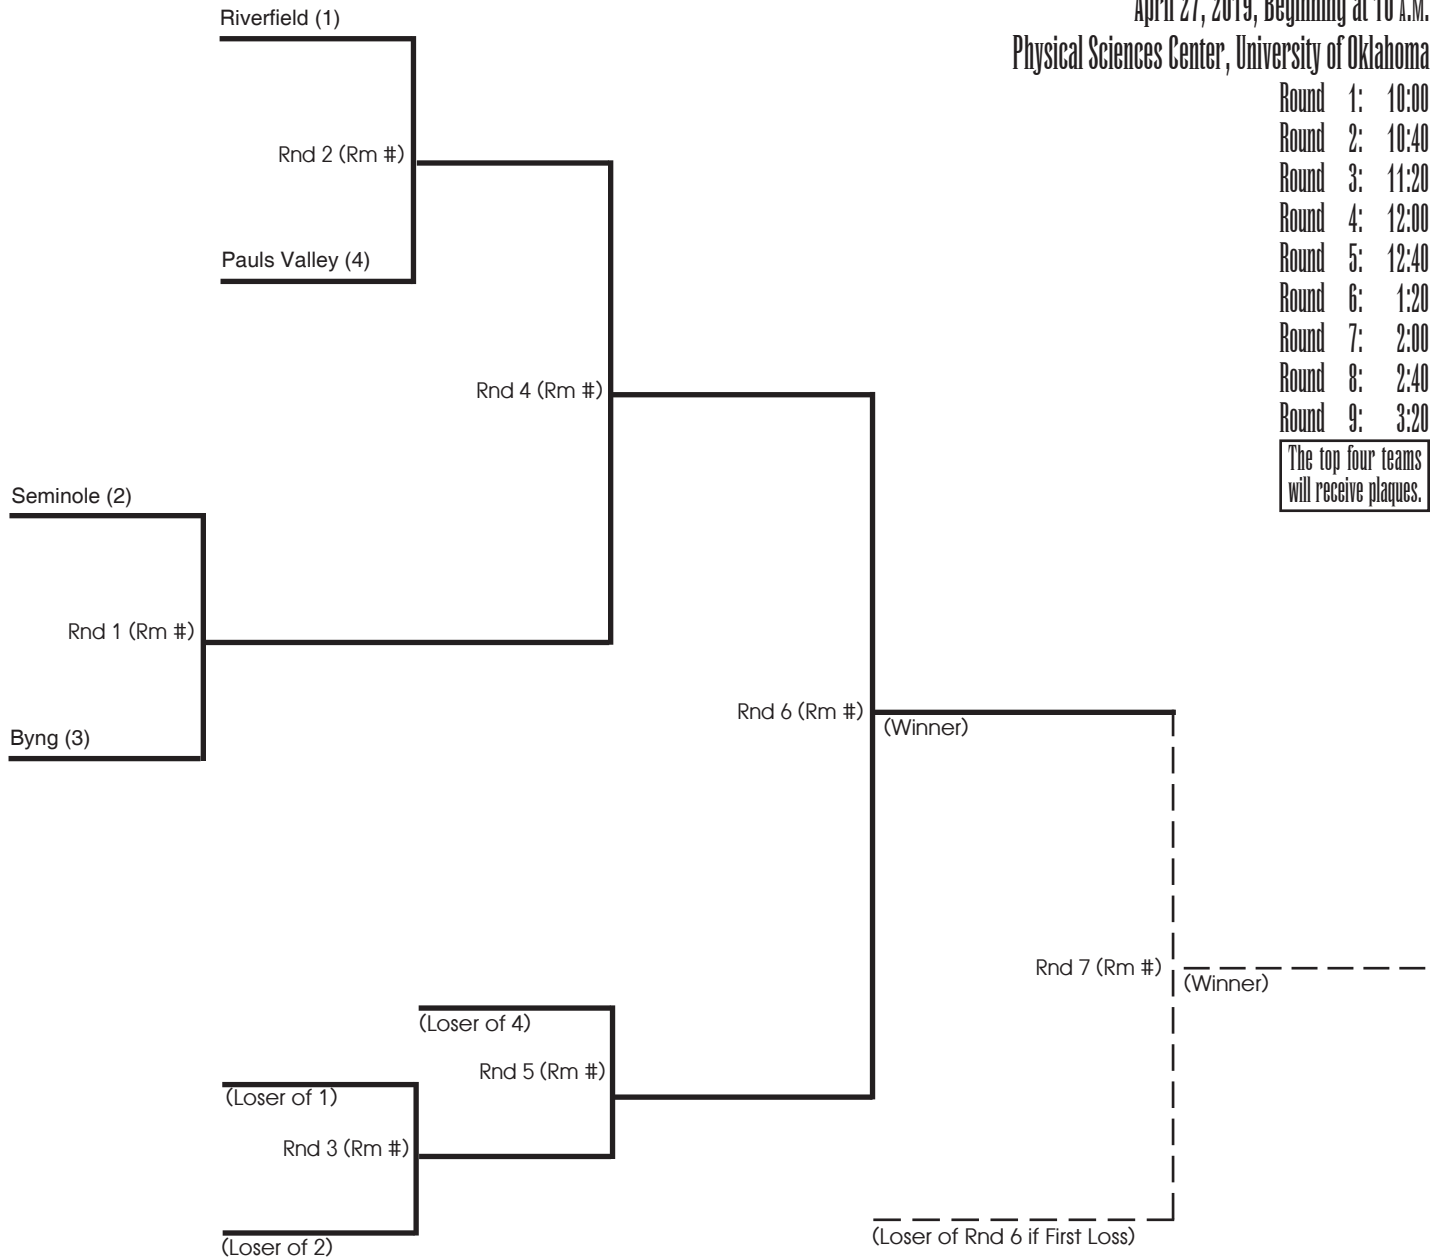 Riverfield (1)
April 27, 2019, Beginning at 10 A.M.
Physical Sciences Center, University of Oklahoma
Round 1: 10:00
Round 2: 10:40
Round 3: 11:20
Round 4: 12:00
Round 5: 12:40
Round 6: 1:20
Round 7: 2:00
Round 8: 2:40
Round 9: 3:20
The top four teams
will receive plaques.
Rnd 2 (Rm #)
Pauls Valley (4)
Rnd 4 (Rm #)
Seminole (2)
Rnd 1 (Rm #)
Byng (3)
Rnd 6 (Rm #)
(Winner)
Rnd 7 (Rm #)
(Winner)
(Loser of 4)
Rnd 5 (Rm #)
(Loser of 1)
Rnd 3 (Rm #)
(Loser of 2)
(Loser of Rnd 6 if First Loss)